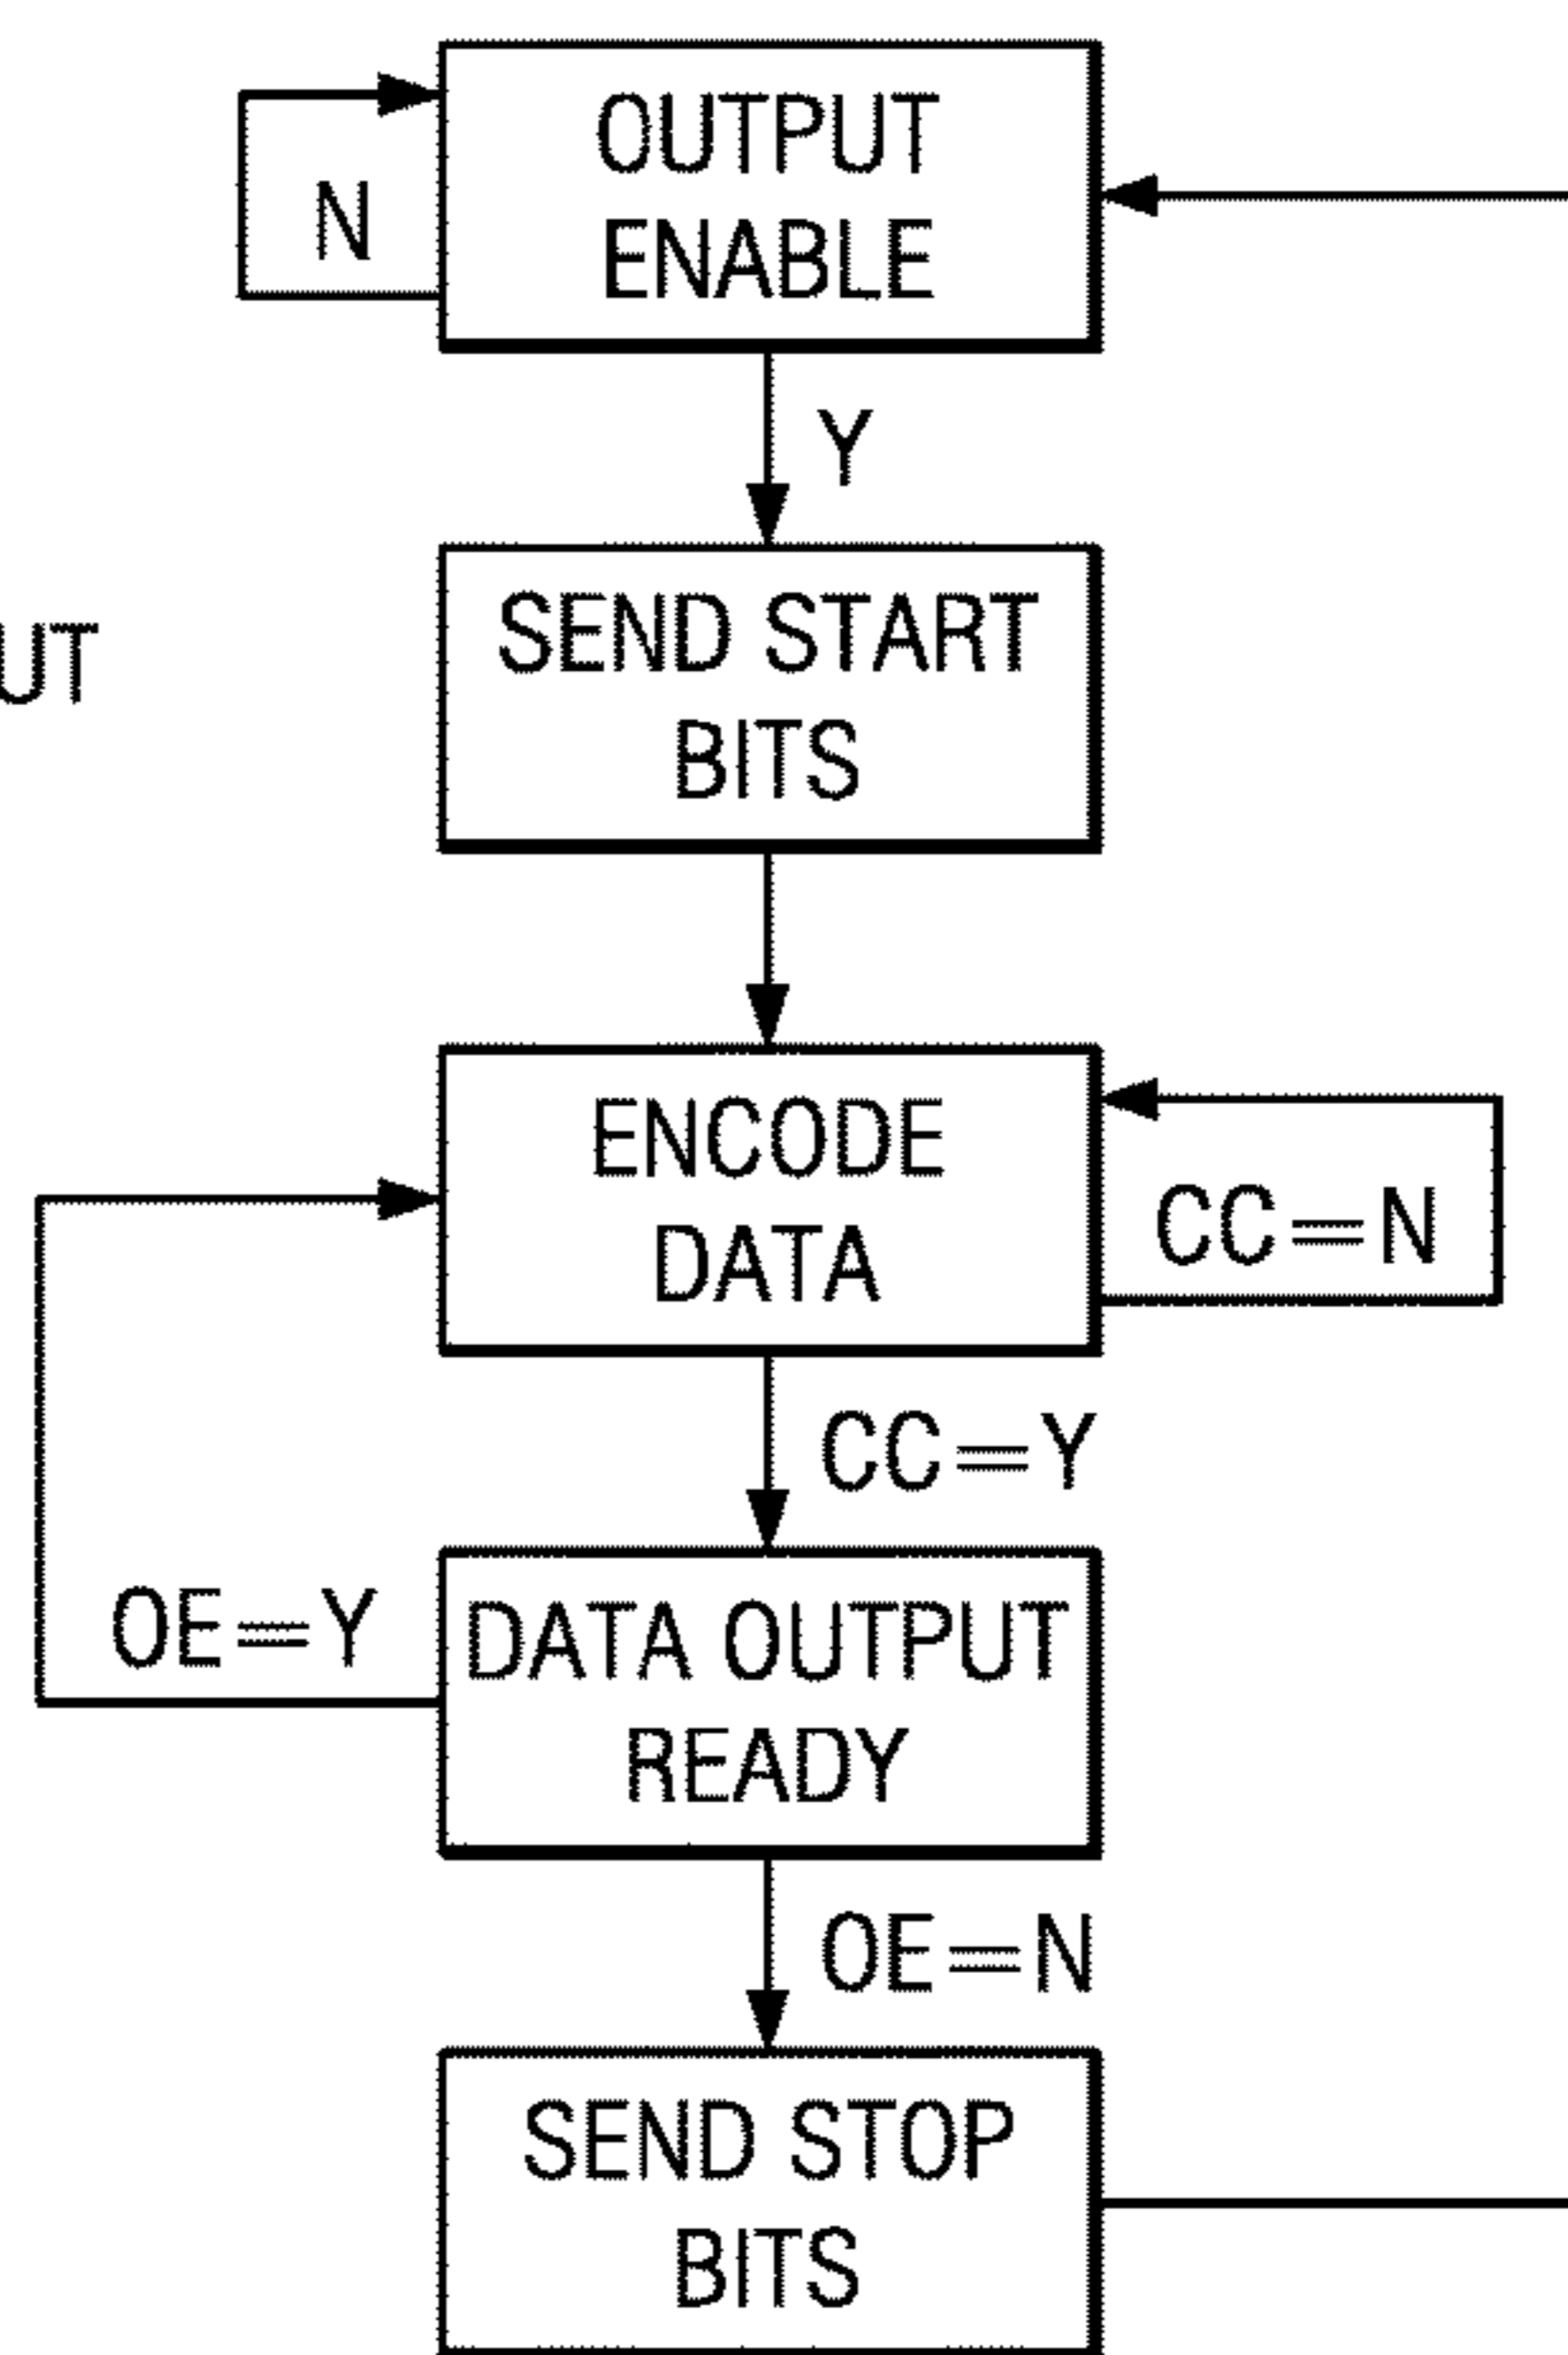 OUTPUT
ENABLE
N
Y
SEND START
BITS
UT
ENCODE
DATA
CC=N
CC=Y
OE=Y
DATA OUTPUT
READY
OE=N
SEND STOP
BITS